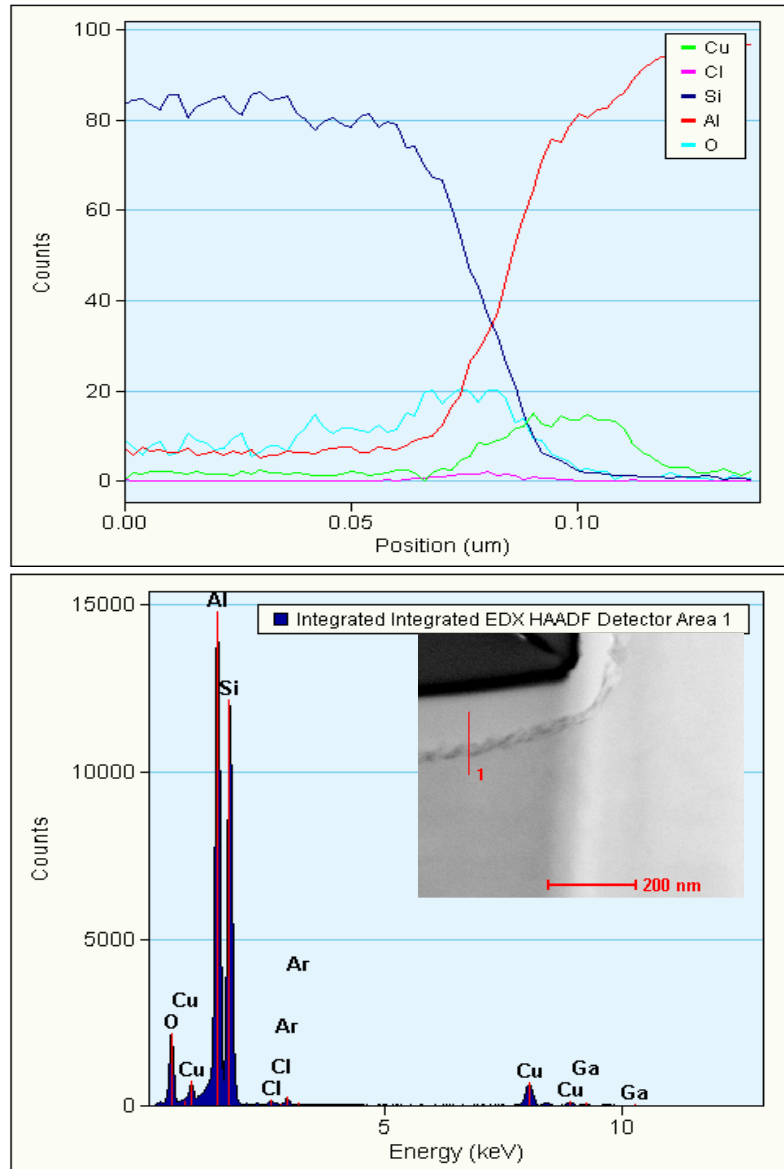 100
80
60
40
20
0
Counts
Cu
Cl
Si
Al
O
0.00
0.05
0.10
Position (um)
15000
10000
5000
0
Counts
Integrated Integrated EDX HAADF Detector Area 1
Al
Si
Ar
Cu
Ar
O
Cl
Cu
Cl
Cu
Ga
Cu
Ga
1
200 nm
5
10
Energy (keV)